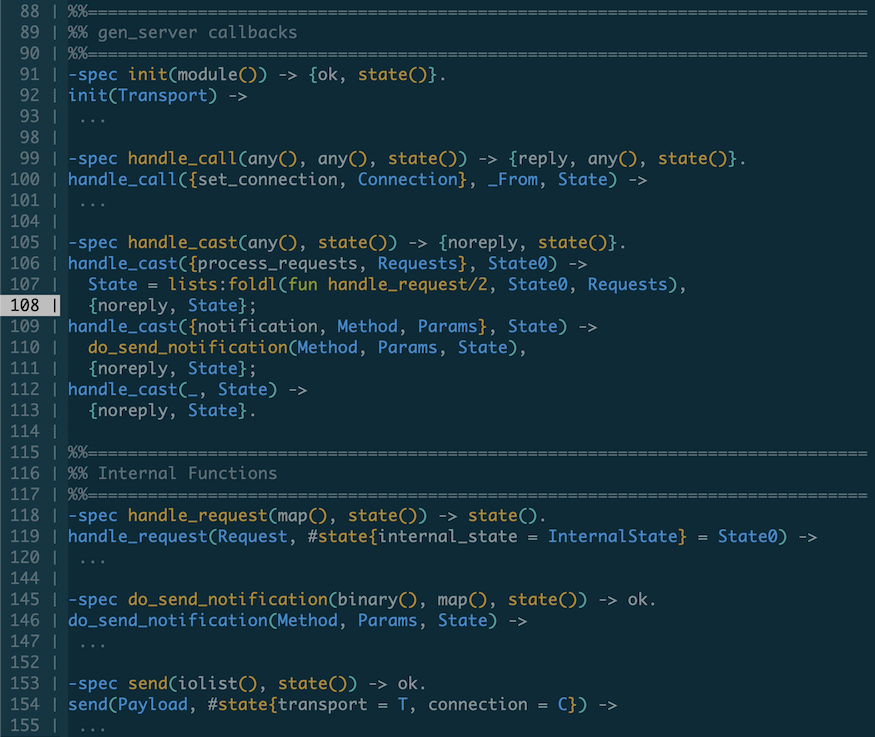 88 | %%==============================================================================
89 | %% gen_server callbacks
90 | %%==============================================================================
91 | -spec init(module()) -> {ok, state()}.
92 | init(Transport) ->
93 |  ...
98 |
99 | -spec handle_call(any(), any(), state()) -> {reply, any(), state()}.
100 | handle_call({set_connection, Connection}, _From, State) ->
101 |  ...
104 |
105 | -spec handle_cast(any(), state()) -> {noreply, state()}.
106 | handle_cast({process_requests, Requests}, State0) ->
107 |   State = lists:foldl(fun handle_request/2, State0, Requests),
108 |   {noreply, State};
109 | handle_cast({notification, Method, Params}, State) ->
110 |   do_send_notification(Method, Params, State),
111 |   {noreply, State};
112 | handle_cast(_, State) ->
113 |   {noreply, State}.
114 |
115 | %%==============================================================================
116 | %% Internal Functions
117 | %%==============================================================================
118 | -spec handle_request(map(), state()) -> state().
119 | handle_request(Request, #state{internal_state = InternalState} = State0) ->
120 |  ...
144 |
145 | -spec do_send_notification(binary(), map(), state()) -> ok.
146 | do_send_notification(Method, Params, State) ->
147 |  ...
152 |
153 | -spec send(iolist(), state()) -> ok.
154 | send(Payload, #state{transport = T, connection = C}) ->
155 |  ...